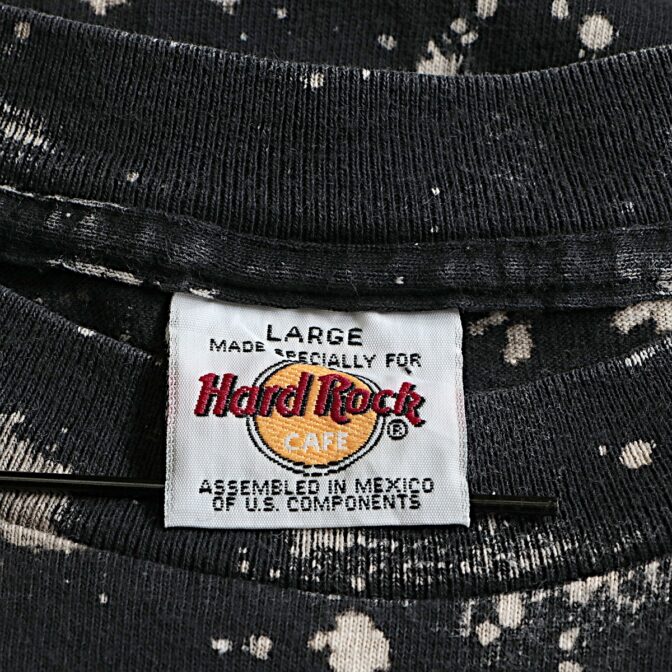 LARGE
MADE SPECIALLY FOR
Hard Rock
CAFE ®
ASSEMBLED IN MEXICO
OF U.S. COMPONENTS